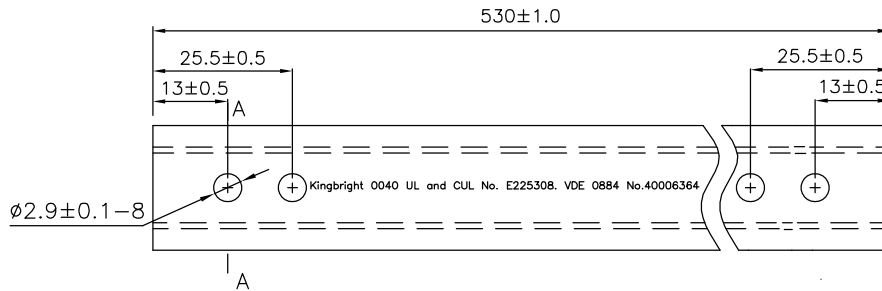 530±1.0
25.5±0.5
25.5±0.5
13±0.5
13±0.5
A
Kingbright 0040 UL and CUL No. E225308. VDE 0884 No.40006364
ø2.9±0.1-8
A